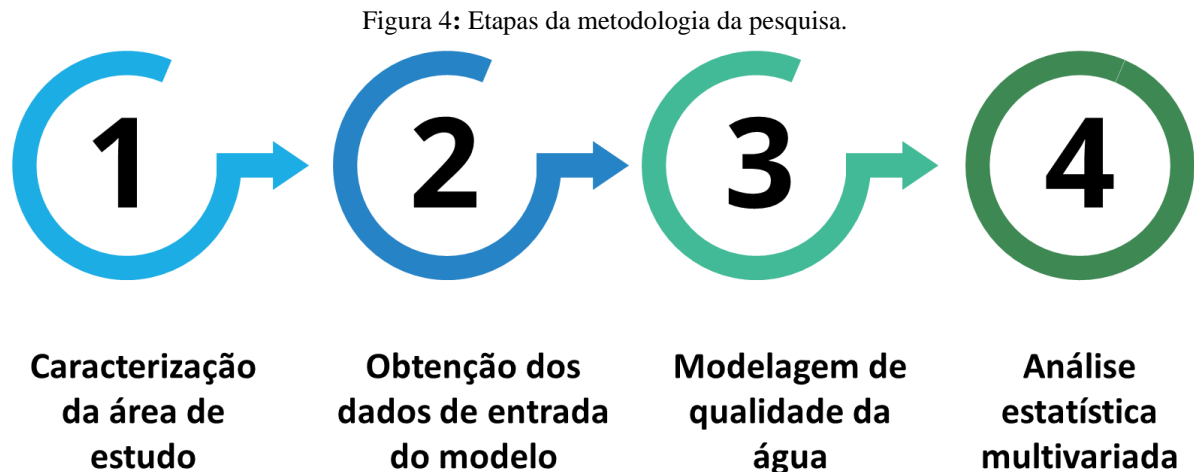 Figura 4: Etapas da metodologia da pesquisa.
1
2
3
4
Caracterização
da área de
estudo
Obtenção dos
dados de entrada
do modelo
Modelagem de
qualidade da
água
Análise
estatística
multivariada